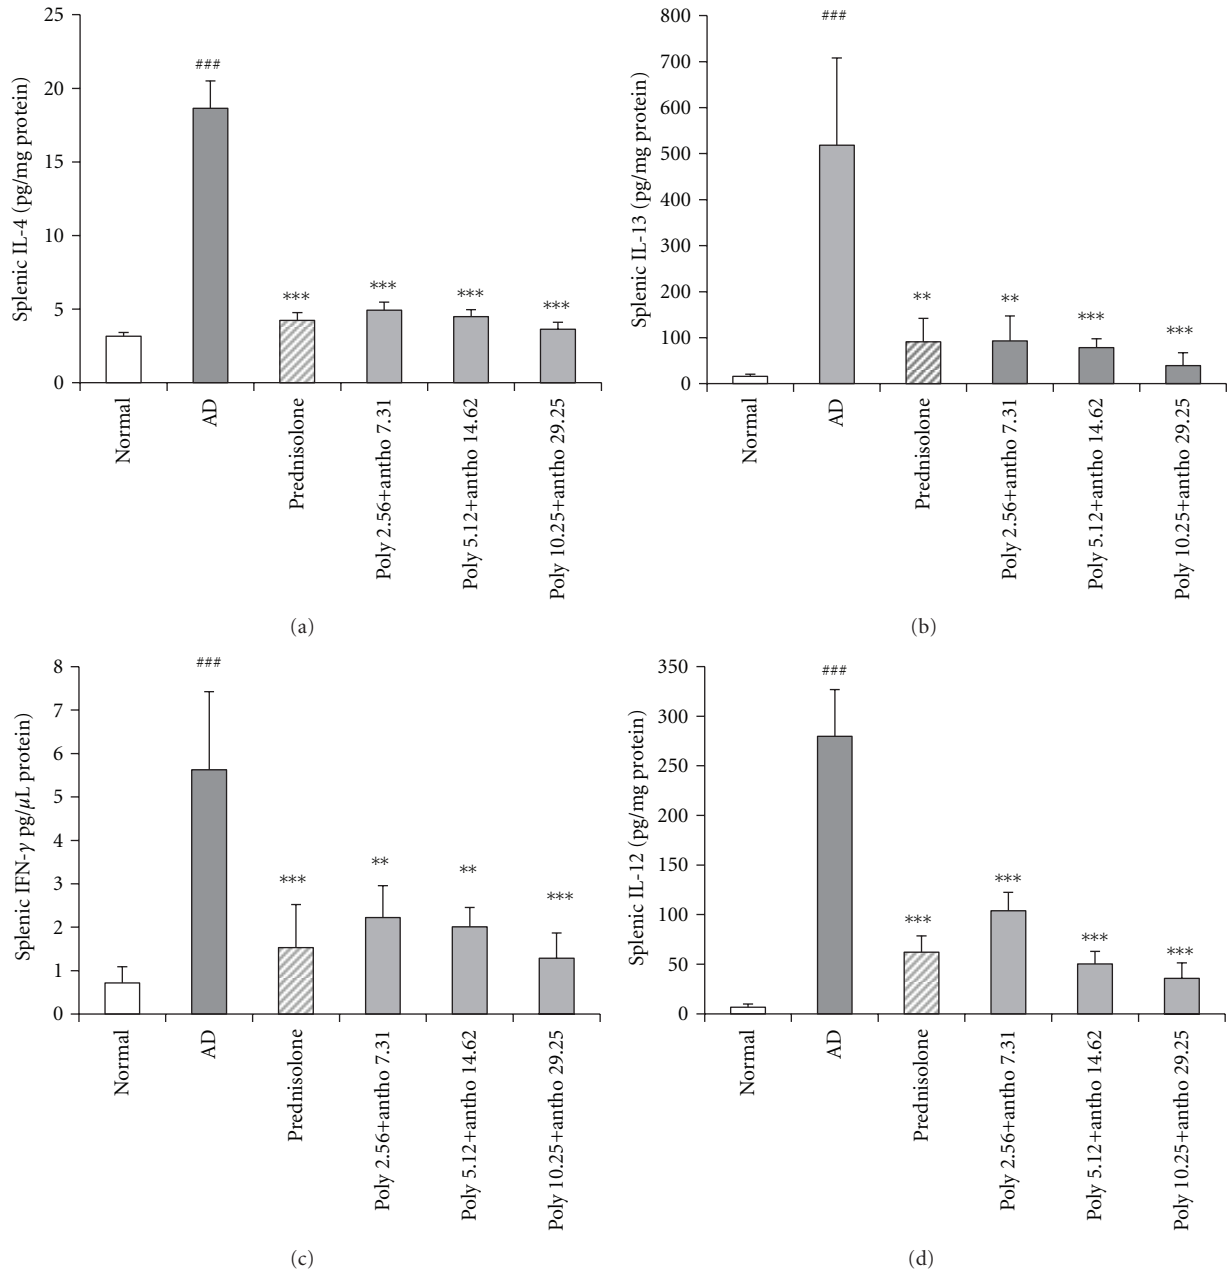 Splenic IL-4 (pg/mg protein)
25
20
15
10
5
0
###
***
***
***
***
Normal
AD
Prednisolone
Poly 2.56+antho 7.31
Poly 5.12+antho 14.62
Poly 10.25+antho 29.25
(a)
Splenic IL-13 (pg/mg protein)
800
700
600
500
400
300
200
100
0
###
**
**
***
***
Normal
AD
Prednisolone
Poly 2.56+antho 7.31
Poly 5.12+antho 14.62
Poly 10.25+antho 29.25
(b)
Splenic IFN-γ pg/μL protein)
8
7
6
5
4
3
2
1
0
###
***
**
**
***
Normal
AD
Prednisolone
Poly 2.56+antho 7.31
Poly 5.12+antho 14.62
Poly 10.25+antho 29.25
(c)
Splenic IL-12 (pg/mg protein)
350
300
250
200
150
100
50
0
###
***
***
***
***
Normal
AD
Prednisolone
Poly 2.56+antho 7.31
Poly 5.12+antho 14.62
Poly 10.25+antho 29.25
(d)